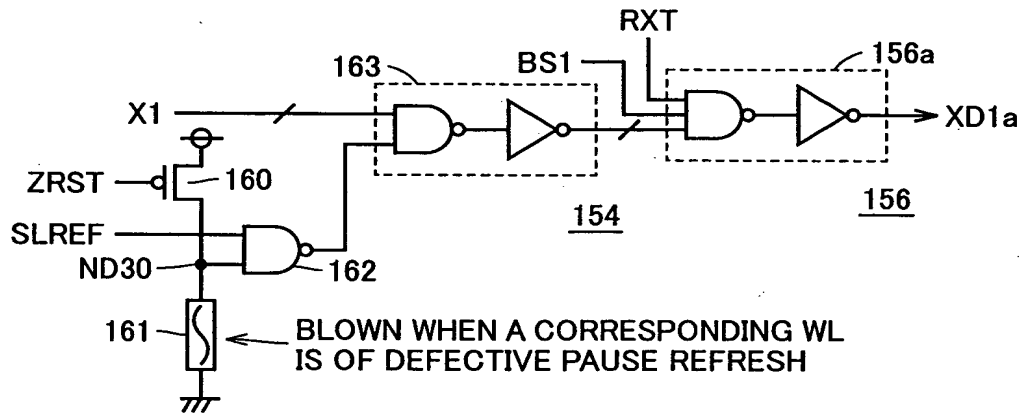 RXT
163
BS1
156a
X1
XD1a
ZRST
160
156
154
SLREF
ND30
162
161
BLOWN WHEN A CORRESPONDING WL
IS OF DEFECTIVE PAUSE REFRESH